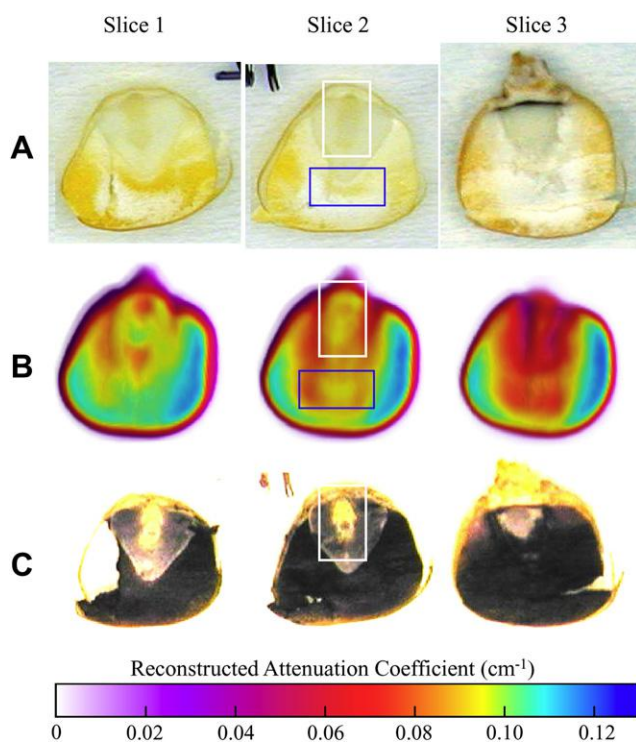 Slice 1 Slice 2 Slice 3
A
B
C
Reconstructed Attenuation Coefficient (cm⁻¹)
0 0.02 0.04 0.06 0.08 0.10 0.12